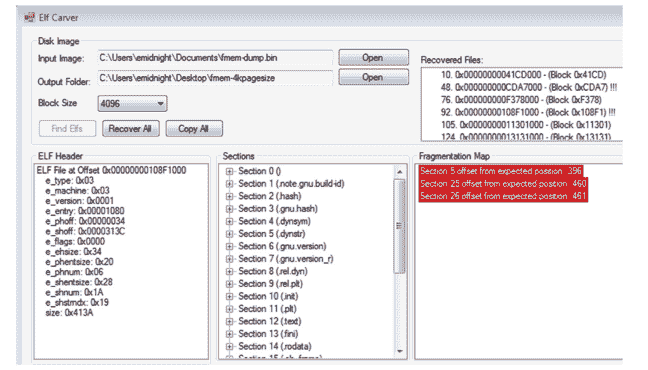 Elf Carver
Disk Image
Input Image: C:\Users\emidnight\Documents\fmem-dump.bin Open
Output Folder: C:\Users\emidnight\Desktop\fmem-4kpagesize Open
Block Size 4096
Find Elfs Recover All Copy All
Recovered Files:
10. 0x00000000041CD000 - (Block 0x41CD)
48. 0x000000000CDA7000 - (Block 0xCDA7) !!!
76. 0x000000000F378000 - (Block 0xF378)
92. 0x00000000108F1000 - (Block 0x108F1) !!!
105. 0x0000000011301000 - (Block 0x11301)
124. 0x0000000013131000 - (Block 0x13131)
ELF Header
ELF File at Offset 0x00000000108F1000
e_type: 0x03
e_machine: 0x03
e_version: 0x0001
e_entry: 0x00001080
e_phoff: 0x00000034
e_shoff: 0x0000313C
e_flags: 0x0000
e_ehsize: 0x34
e_phentsize: 0x20
e_phnum: 0x06
e_shentsize: 0x28
e_shnum: 0x1A
e_shstrndx: 0x19
size: 0x413A
Sections
Section 0 ()
Section 1 (.note.gnu.build-id)
Section 2 (.hash)
Section 3 (.gnu.hash)
Section 4 (.dynsym)
Section 5 (.dynstr)
Section 6 (.gnu.version)
Section 7 (.gnu.version_r)
Section 8 (.rel.dyn)
Section 9 (.rel.plt)
Section 10 (.init)
Section 11 (.plt)
Section 12 (.text)
Section 13 (.fini)
Section 14 (.rodata)
Section 15 (.eh_frame)
Fragmentation Map
Section 5 offset from expected position: 396
Section 25 offset from expected position: 460
Section 26 offset from expected position: 461